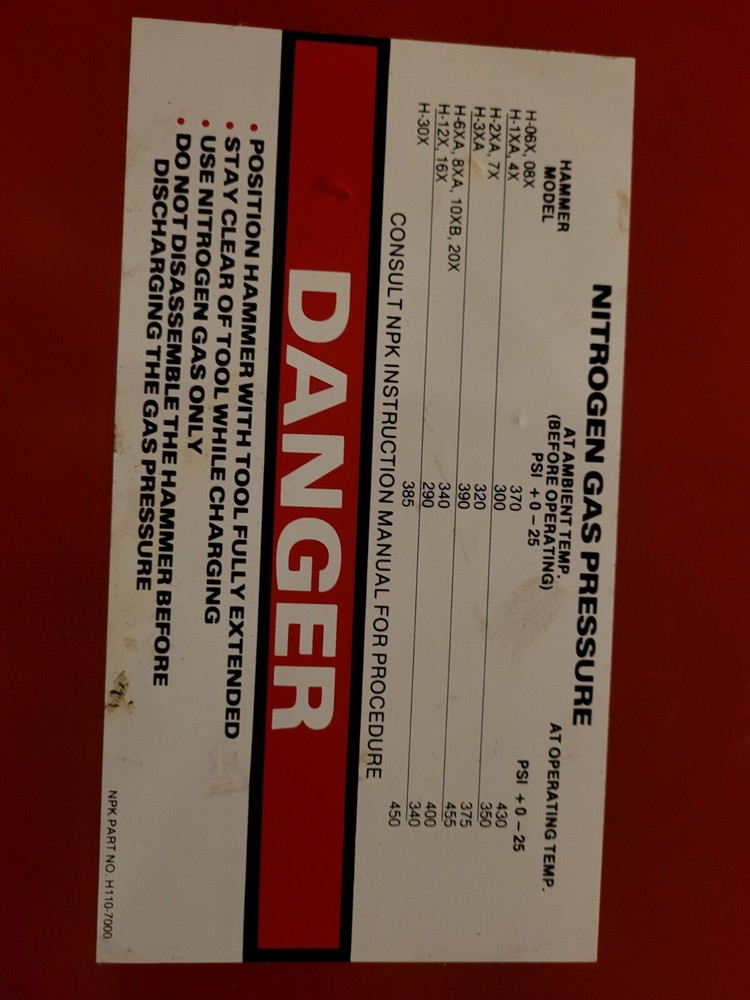 NITROGEN GAS PRESSURE
HAMMER MODEL
AT AMBIENT TEMP. (BEFORE OPERATING) PSI +0 – 25
AT OPERATING TEMP. PSI +0 – 25
H-06X, 08X 370 430
H-1XA, 4X 300 350
H-2XA, 7X 320 375
H-3XA 390 455
H-6XA, 8XA, 10XB, 20X 340 400
H-12X, 16X 290 340
H-30X 385 450
CONSULT NPK INSTRUCTION MANUAL FOR PROCEDURE
DANGER
• POSITION HAMMER WITH TOOL FULLY EXTENDED
• STAY CLEAR OF TOOL WHILE CHARGING
• USE NITROGEN GAS ONLY
• DO NOT DISASSEMBLE THE HAMMER BEFORE
DISCHARGING THE GAS PRESSURE
NPK PART NO. H110-7000